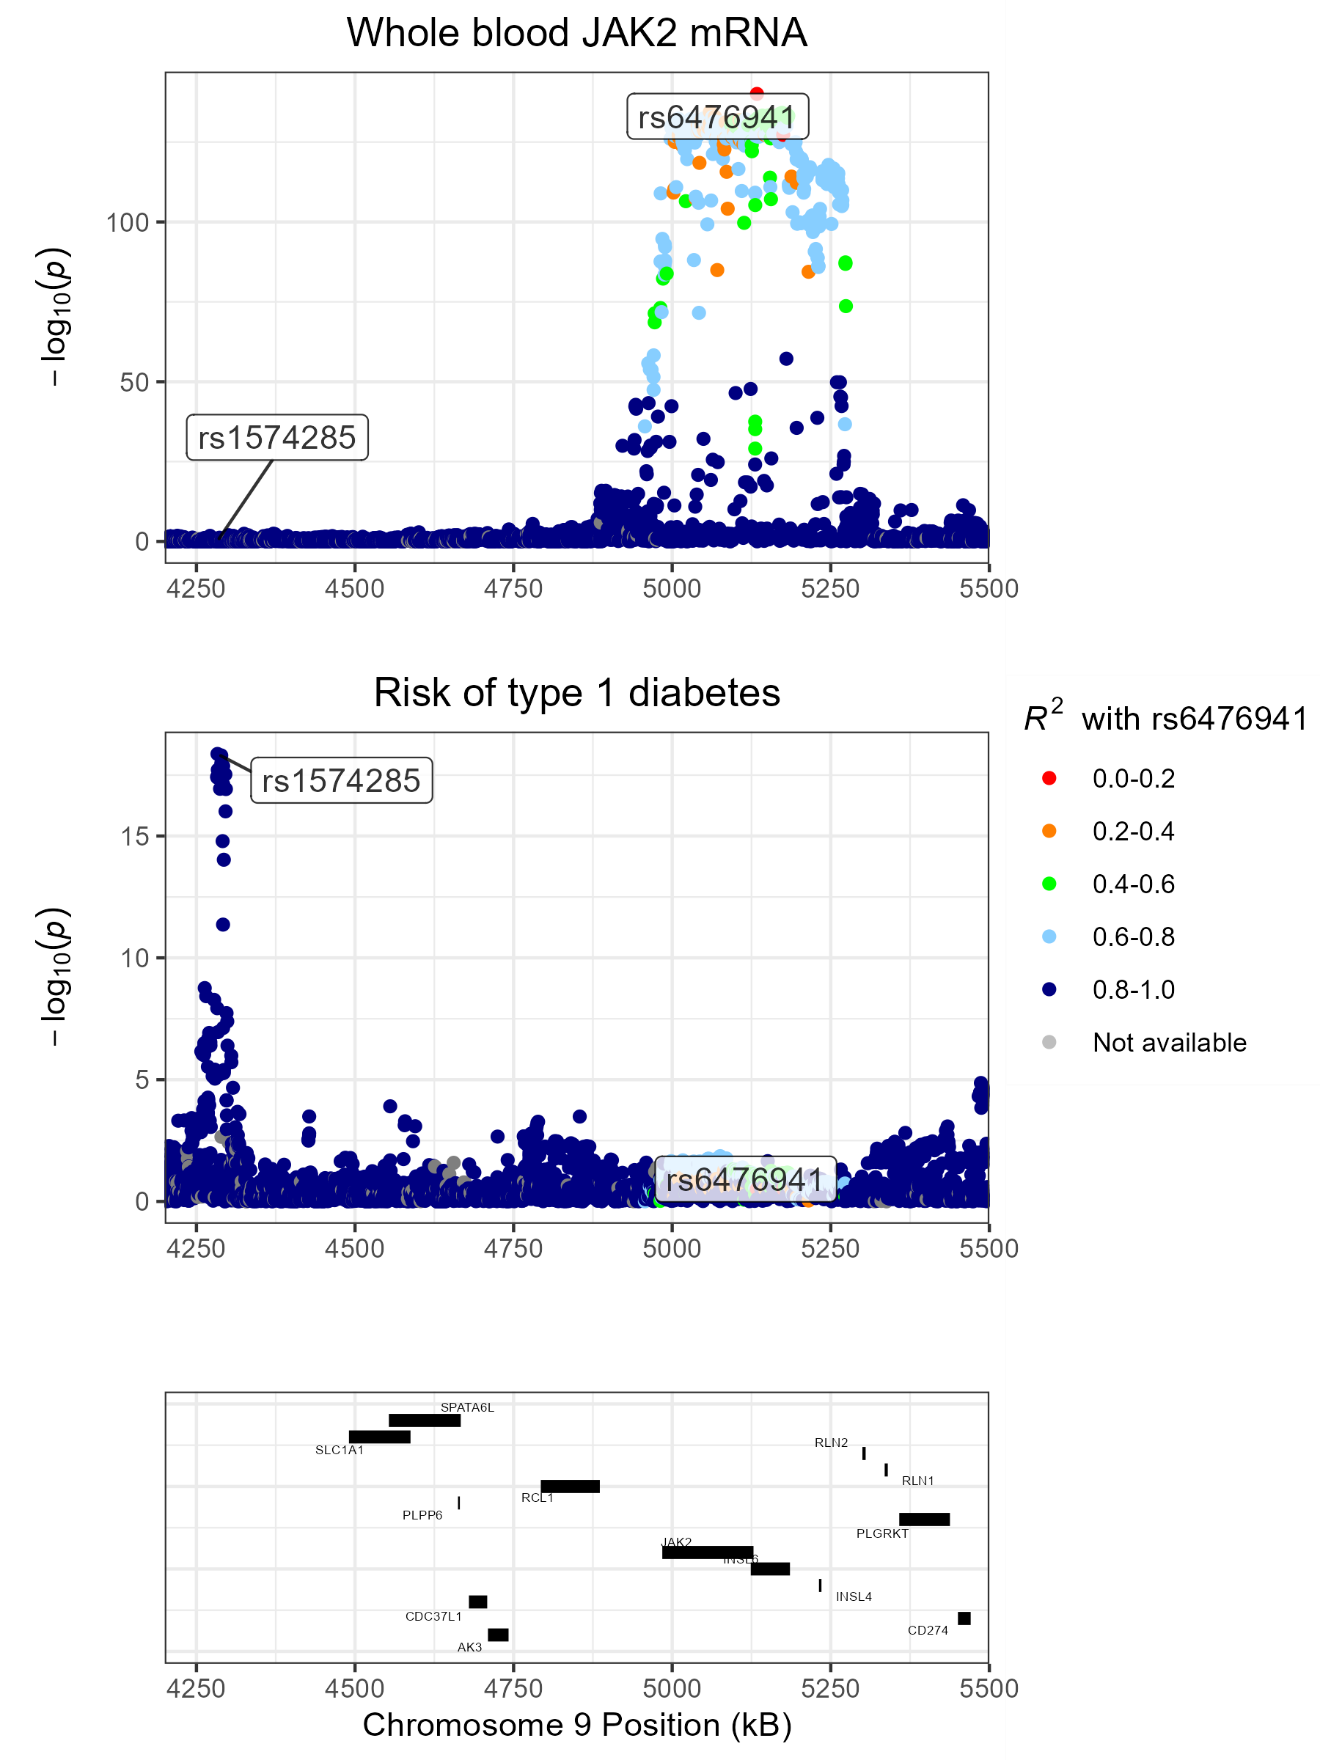 Whole blood JAK2 mRNA
rs6476941
rs1574285
− log10(p)
100
50
0
4250 4500 4750 5000 5250 5500
Risk of type 1 diabetes
rs1574285
rs6476941
− log10(p)
15
10
5
0
4250 4500 4750 5000 5250 5500
R2 with rs6476941
0.0-0.2
0.2-0.4
0.4-0.6
0.6-0.8
0.8-1.0
Not available
SPATA6L
SLC1A1
RLN2
RLN1
RCL1
PLPP6
PLGRKT
JAK2
INSL6
INSL4
CDC37L1
CD274
AK3
4250 4500 4750 5000 5250 5500
Chromosome 9 Position (kB)